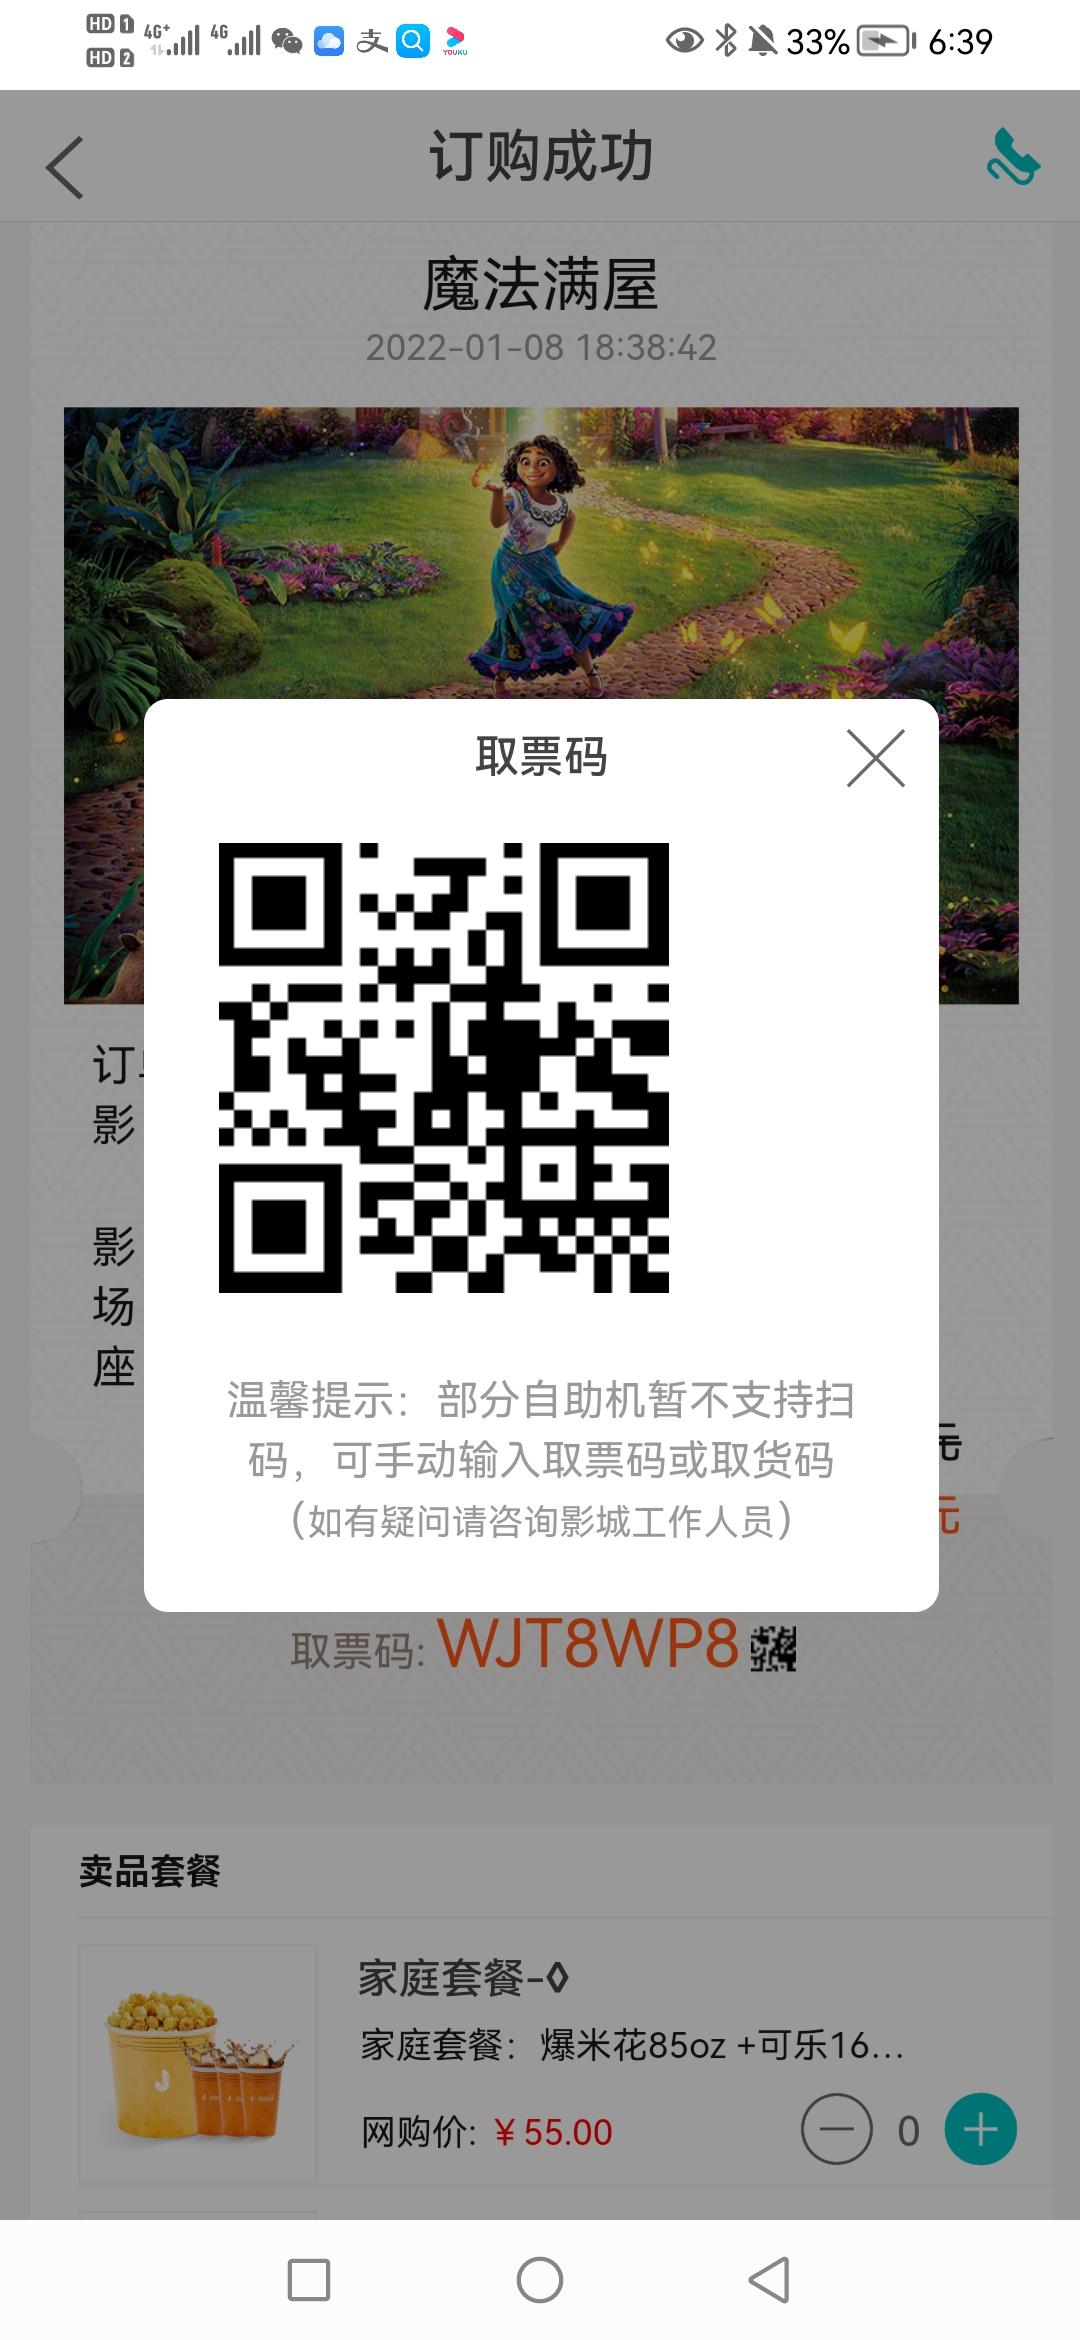 HD 1 4G+ 4G 支 YOUKU 33% 6:39
HD 2
订购成功
魔法满屋
2022-01-08 18:38:42
取票码
订
影
影
场
座
温馨提示：部分自助机暂不支持扫
码，可手动输入取票码或取货码
（如有疑问请咨询影城工作人员）
元
元
取票码: WJT8WP8
卖品套餐
家庭套餐-◊
家庭套餐：爆米花85oz +可乐16...
网购价: ￥55.00
0